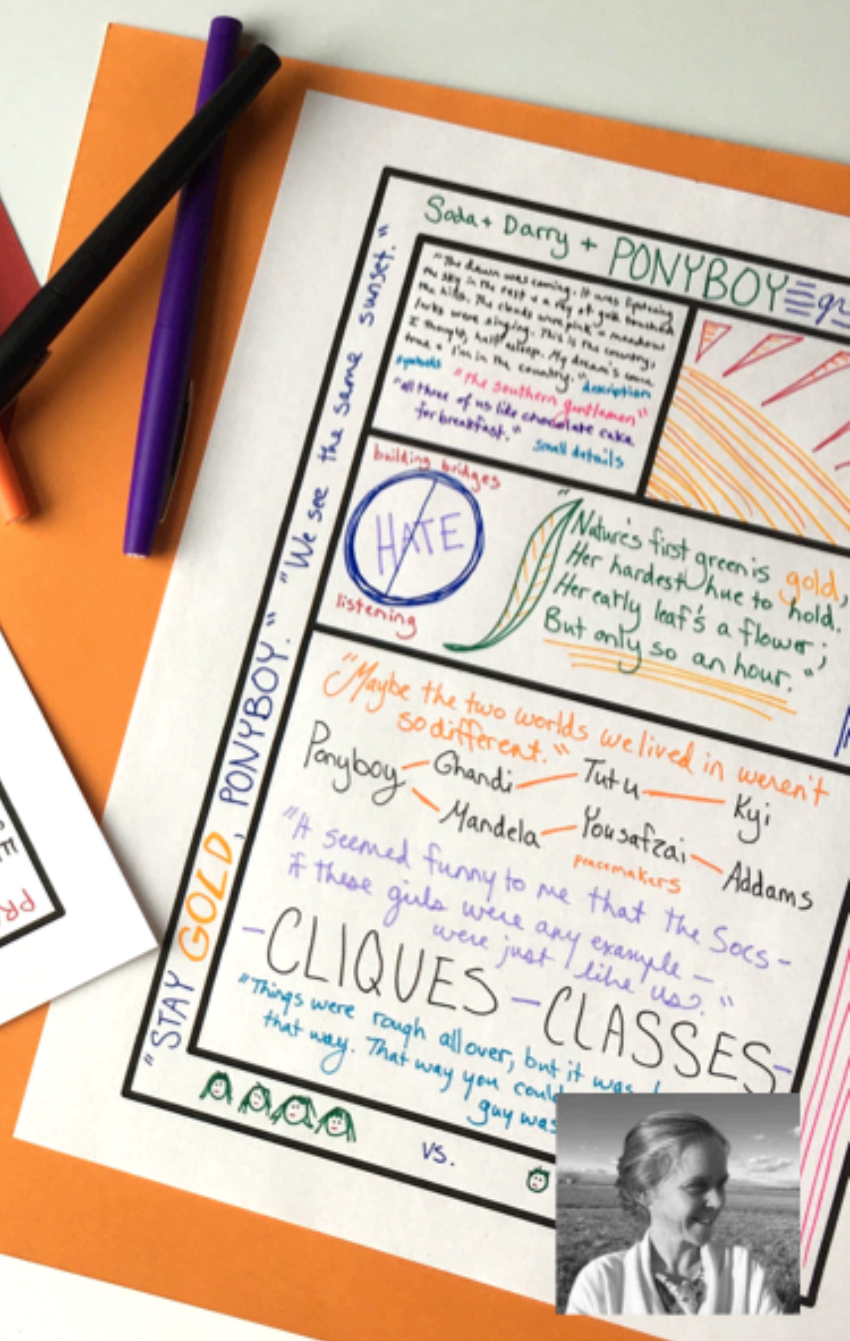 Soda + Darry + PONYBOY
"The dawn was coming. It was lightening
the sky in the east + a ray of gold touched
the hills. The clouds were pink + meadow
larks were singing. This is the country,
I thought, half asleep. My dream's come
true + I'm in the country."
symbols
description
"the southern gentleman"
"all three of us like chocolate cake
for breakfast."
small details
building bridges
HATE
listening
"Nature's first green is gold,
Her hardest hue to hold.
Her early leaf's a flower;
But only so an hour."
"Maybe the two worlds we lived in weren't
so different."
Ponyboy Ghandi Tutu Kyi
Mandela Yousafzai Addams
peacemakers
"It seemed funny to me that the Socs -
if these girls were any example -
were just like us."
- CLIQUES - CLASSES -
"Things were rough all over, but it was
that way. That way you could
guy was
"STAY GOLD, PONYBOY." "We see the same sunset."
vs.